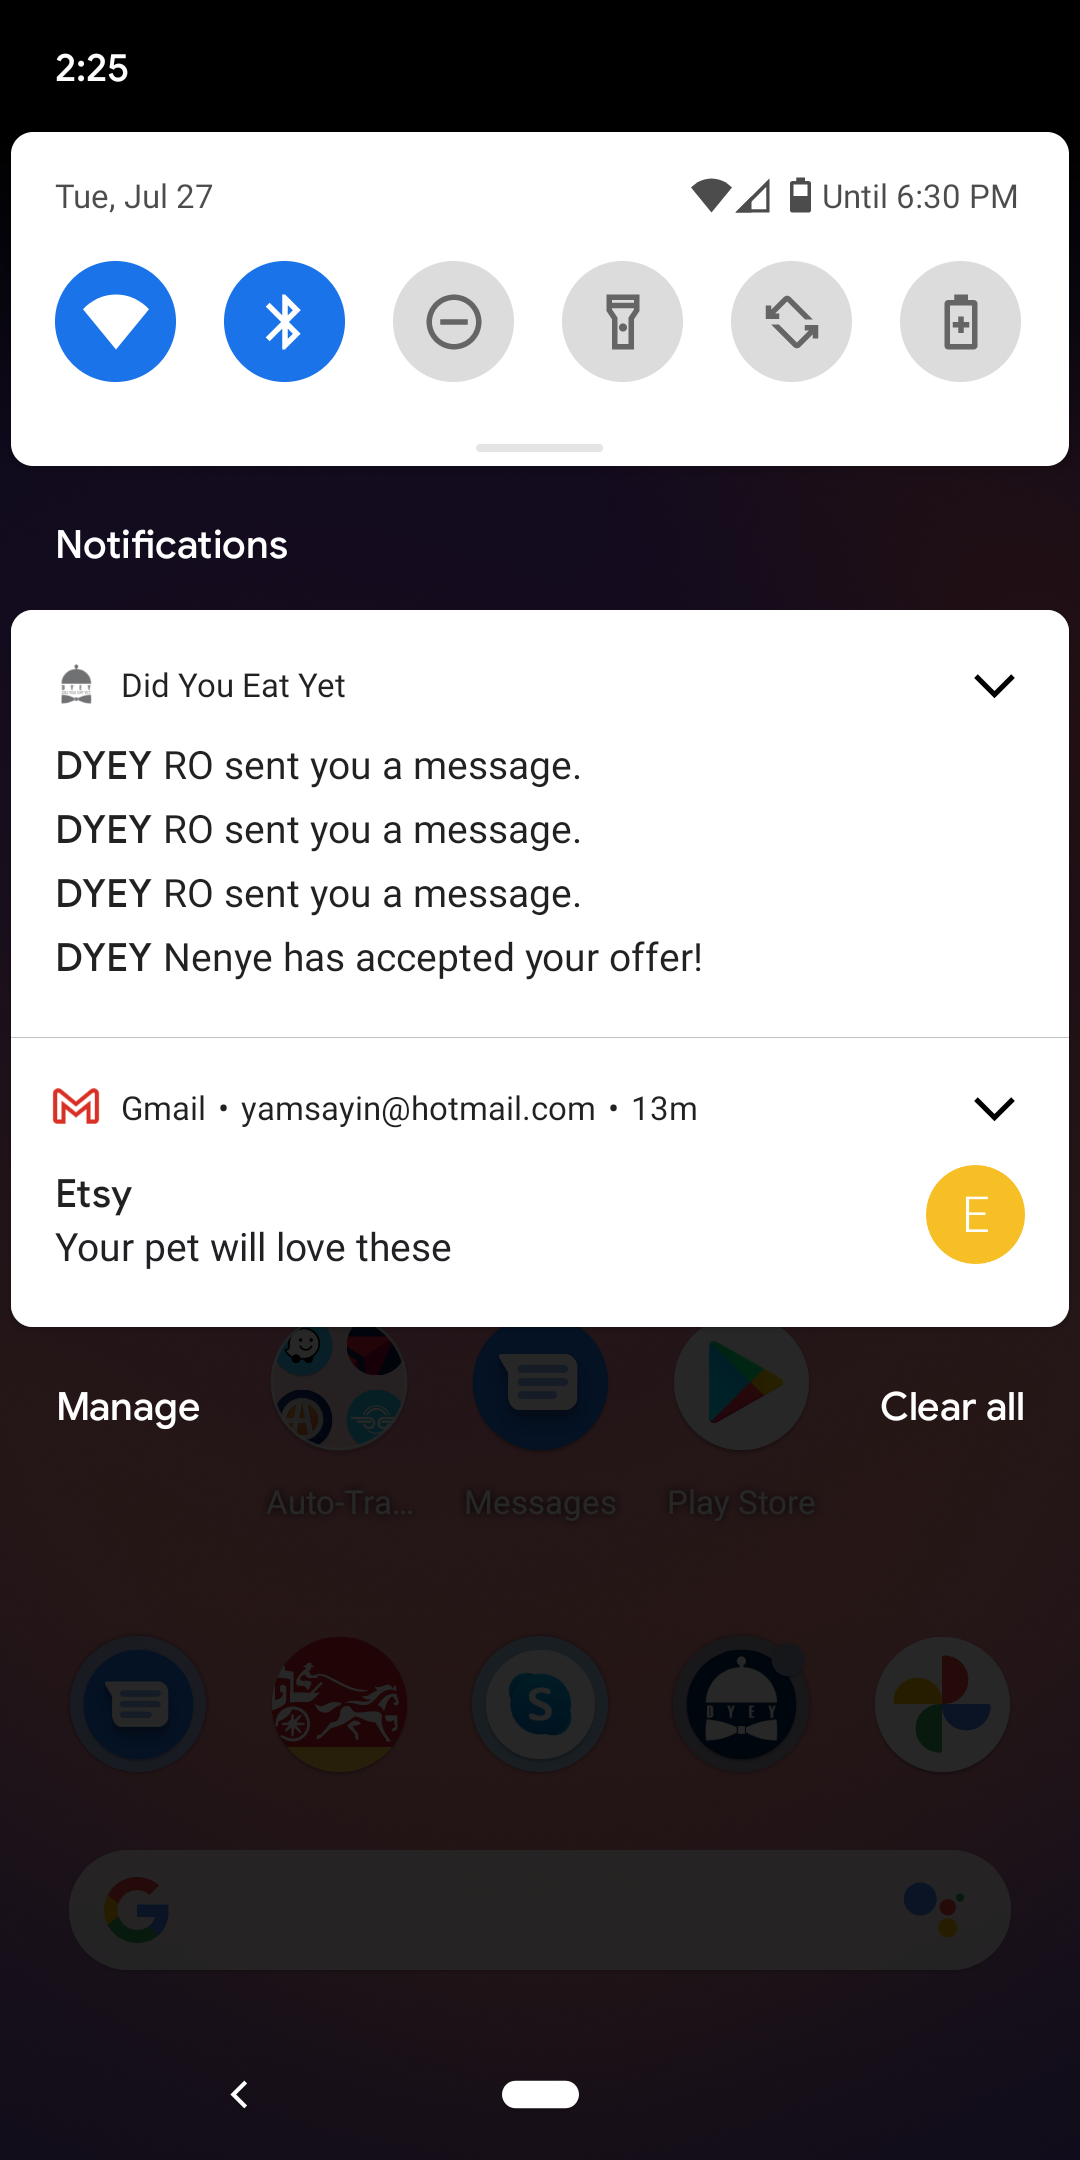 2:25
Tue, Jul 27
Until 6:30 PM
Notifications
Did You Eat Yet
DYEY RO sent you a message.
DYEY RO sent you a message.
DYEY RO sent you a message.
DYEY Nenye has accepted your offer!
Gmail • yamsayin@hotmail.com • 13m
Etsy
Your pet will love these
E
Manage
Clear all
Auto-Tra...
Messages
Play Store
S
DYEY
G